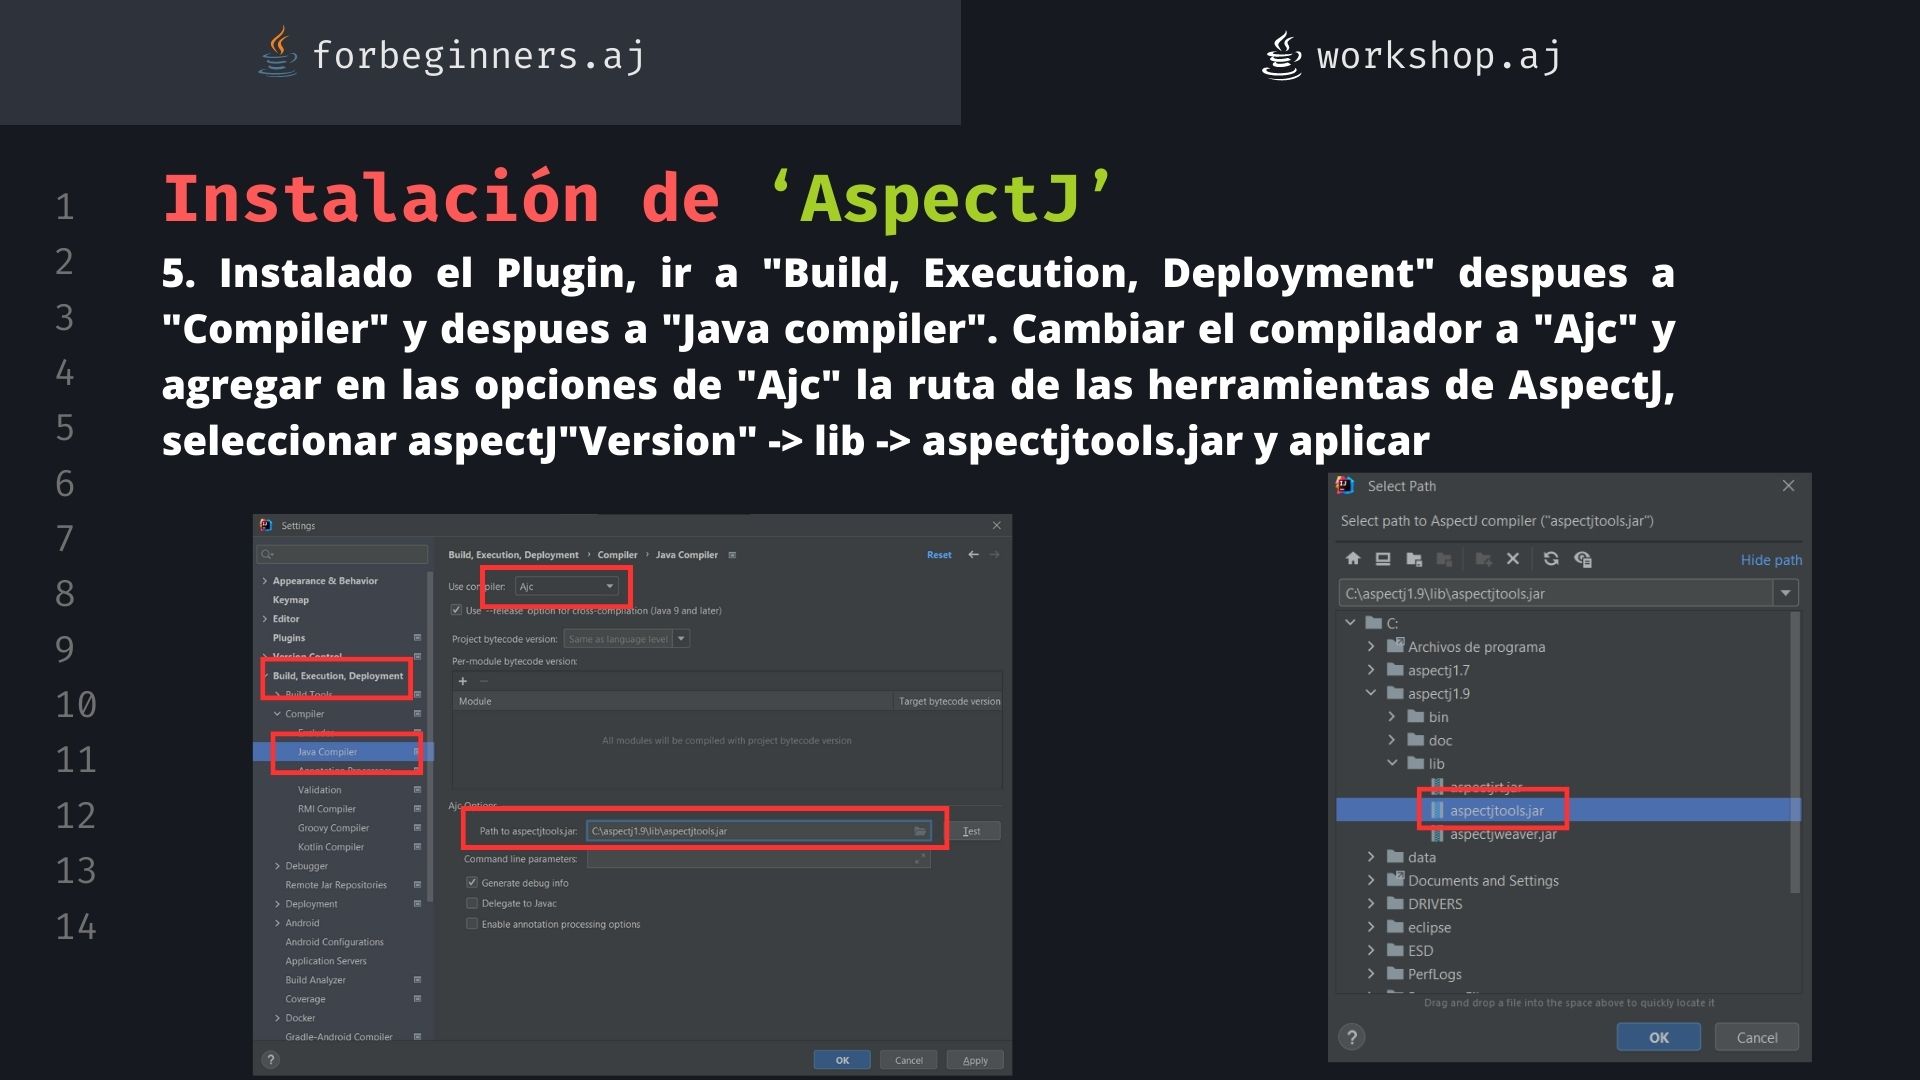 forbeginners.aj
workshop.aj
1
2
3
4
5
6
7
8
9
10
11
12
13
14
Instalación de ‘AspectJ’
5. Instalado el Plugin, ir a "Build, Execution, Deployment" despues a
"Compiler" y despues a "Java compiler". Cambiar el compilador a "Ajc" y
agregar en las opciones de "Ajc" la ruta de las herramientas de AspectJ,
seleccionar aspectJ"Version" -> lib -> aspectjtools.jar y aplicar
Settings
Appearance & Behavior
Keymap
Editor
Plugins
Version Control
Build, Execution, Deployment
Build Tools
Compiler
Excludes
Java Compiler
Annotation Processors
Validation
RMI Compiler
Groovy Compiler
Kotlin Compiler
Debugger
Remote Jar Repositories
Deployment
Android
Android Configurations
Application Servers
Build Analyzer
Coverage
Docker
Gradle-Android Compiler
?
Build, Execution, Deployment › Compiler › Java Compiler
Reset
Use compiler: Ajc
Use '--release' option for cross-compilation (Java 9 and later)
Project bytecode version: Same as language level
Per-module bytecode version:
+ −
Module Target bytecode version
All modules will be compiled with project bytecode version
Ajc Options
Path to aspectjtools.jar: C:\aspectj1.9\lib\aspectjtools.jar Test
Command line parameters:
Generate debug info
Delegate to Javac
Enable annotation processing options
OK Cancel Apply
Select Path
Select path to AspectJ compiler ("aspectjtools.jar")
Hide path
C:\aspectj1.9\lib\aspectjtools.jar
C:
Archivos de programa
aspectj1.7
aspectj1.9
bin
doc
lib
aspectjrt.jar
aspectjtools.jar
aspectjweaver.jar
data
Documents and Settings
DRIVERS
eclipse
ESD
PerfLogs
Drag and drop a file into the space above to quickly locate it
? OK Cancel